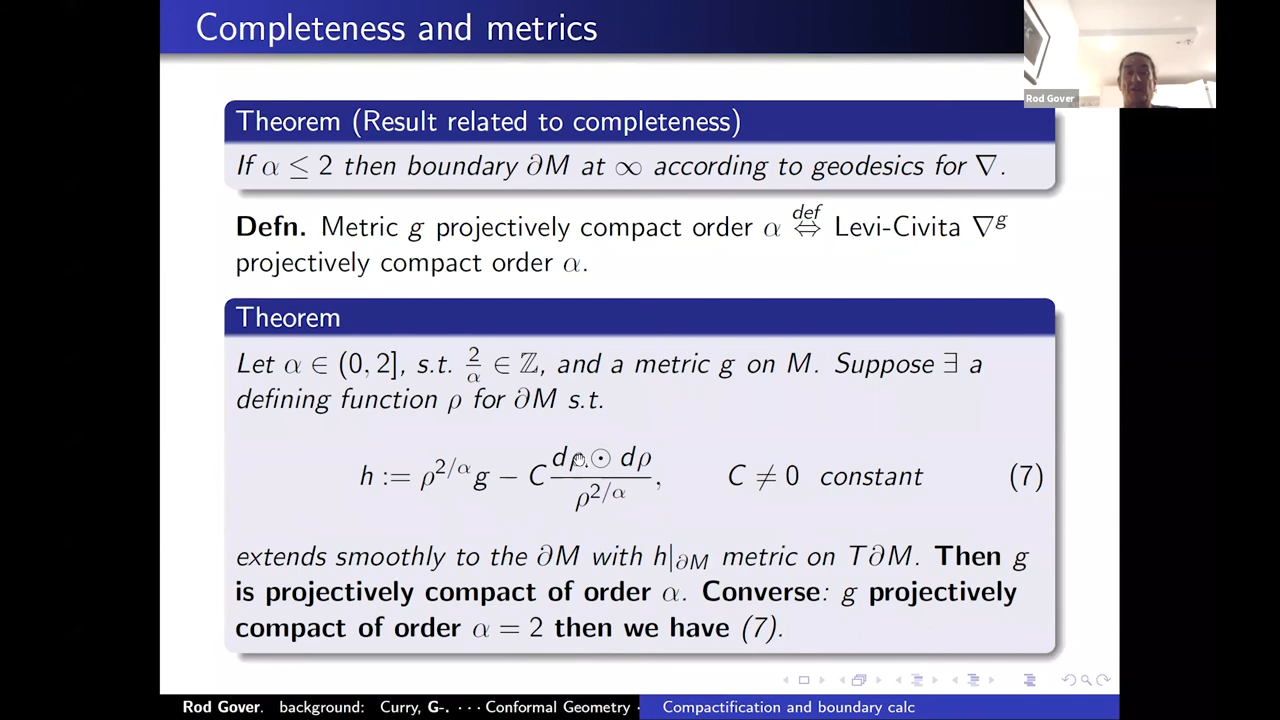 Completeness and metrics
Rod Gover
Theorem (Result related to completeness)
If α ≤ 2 then boundary ∂M at ∞ according to geodesics for ∇.
Defn. Metric g projectively compact order α def⇔ Levi-Civita ∇^g
projectively compact order α.
Theorem
Let α ∈ (0, 2], s.t. 2/α ∈ ℤ, and a metric g on M. Suppose ∃ a
defining function ρ for ∂M s.t.
h := ρ^{2/α} g − C (dρ ⊙ dρ)/ρ^{2/α}, C ≠ 0 constant (7)
extends smoothly to the ∂M with h|_{∂M} metric on T∂M. Then g
is projectively compact of order α. Converse: g projectively
compact of order α = 2 then we have (7).
Rod Gover. background: Curry, G-. ··· Conformal Geometry · Compactification and boundary calc